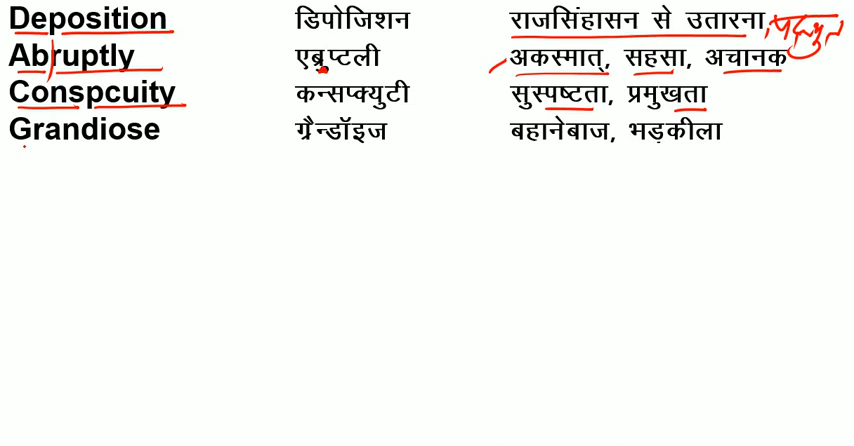 Deposition डिपोजिशन राजसिंहासन से उतारना, पदच्युत
Abruptly एब्रुप्टली अकस्मात्, सहसा, अचानक
Conspcuity कन्सप्क्युटी सुस्पष्टता, प्रमुखता
Grandiose ग्रैन्डॉइज बहानेबाज, भड़कीला